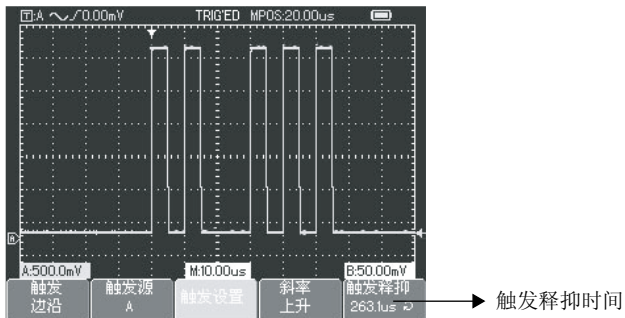 T:A ∿ ∫0.00mV TRIG'ED MPOS:20.00us
A
A:500.0mV M:10.00us B:50.00mV
触发 触发源 触发设置 斜率 触发释抑
边沿 A 上升 263.1us
触发释抑时间